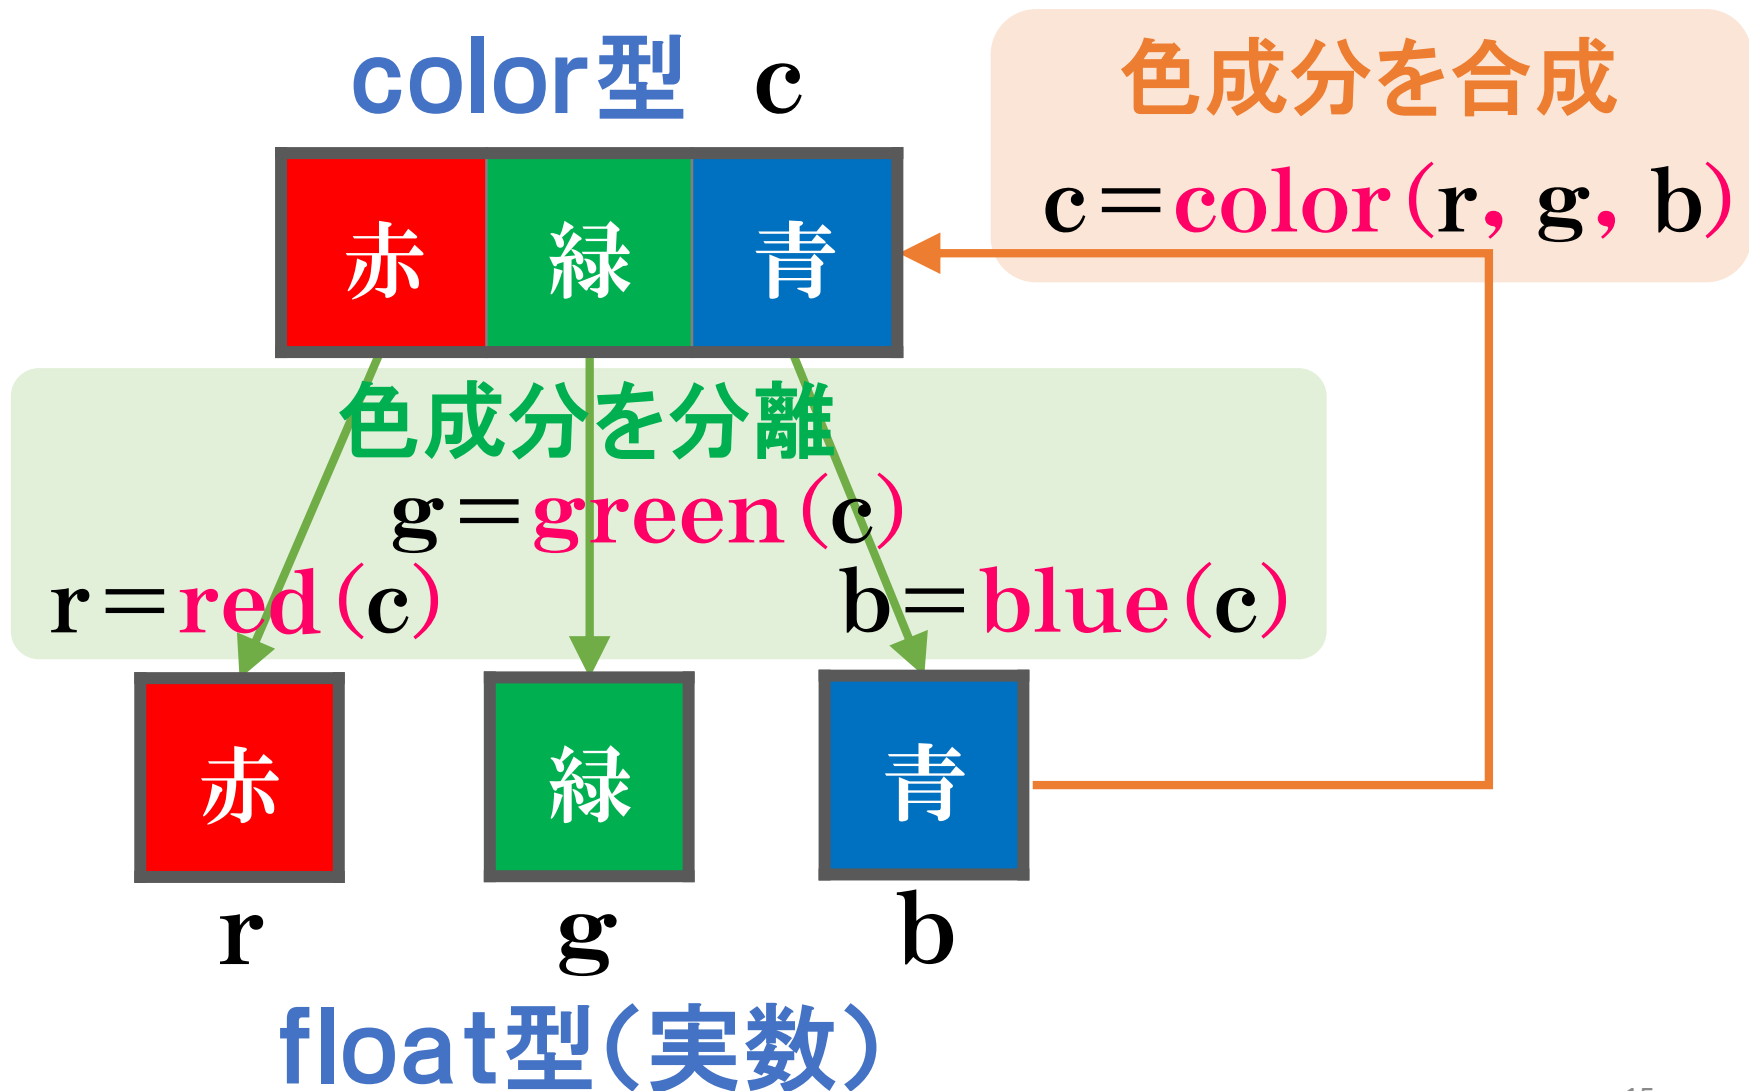 color型 c
色成分を合成
c=color(r, g, b)
赤 緑 青
色成分を分離
g=green(c)
r=red(c) b=blue(c)
赤 緑 青
r g b
float型(実数)